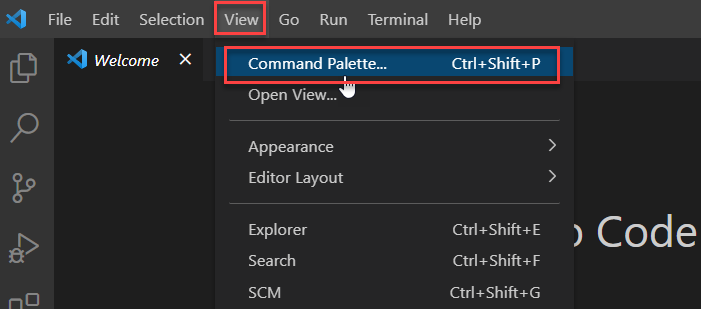 File Edit Selection View Go Run Terminal Help
Welcome
Command Palette... Ctrl+Shift+P
Open View...
Appearance
Editor Layout
Explorer Ctrl+Shift+E
Code
Search Ctrl+Shift+F
SCM Ctrl+Shift+G